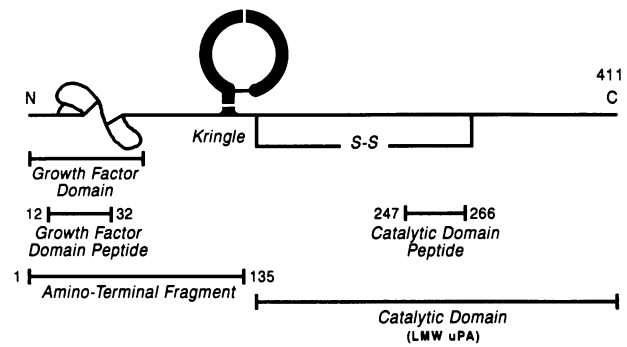 411
N
C
Kringle
S-S
Growth Factor
Domain
12 32
Growth Factor
Domain Peptide
247 266
Catalytic Domain
Peptide
1 135
Amino-Terminal Fragment
Catalytic Domain
(LMW uPA)